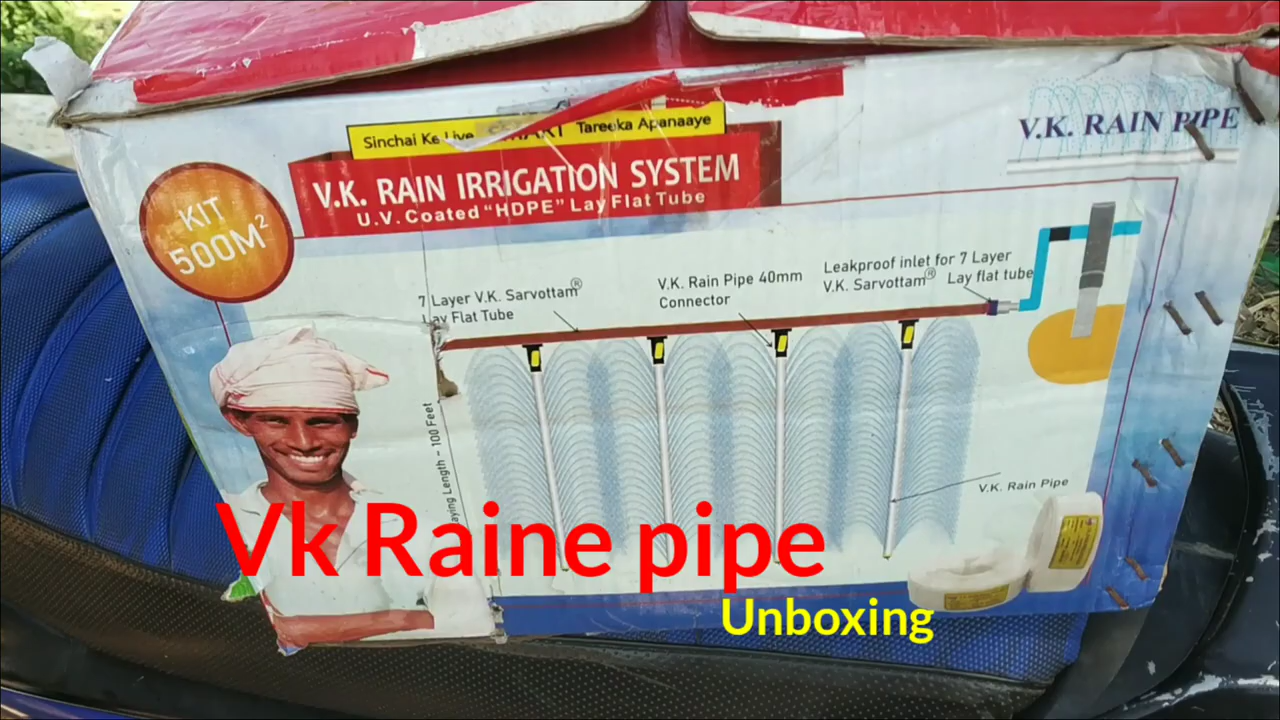 Sinchai Ke Liye Tareeka Apanaaye
V.K. RAIN IRRIGATION SYSTEM
U.V. Coated "HDPE" Lay Flat Tube
V.K. RAIN PIPE
KIT
500M²
7 Layer V.K. Sarvottam®
Lay Flat Tube
V.K. Rain Pipe 40mm
Connector
Leakproof inlet for 7 Layer
V.K. Sarvottam® Lay flat tube
Length - 100 Feet
V.K. Rain Pipe
Vk Raine pipe
Unboxing